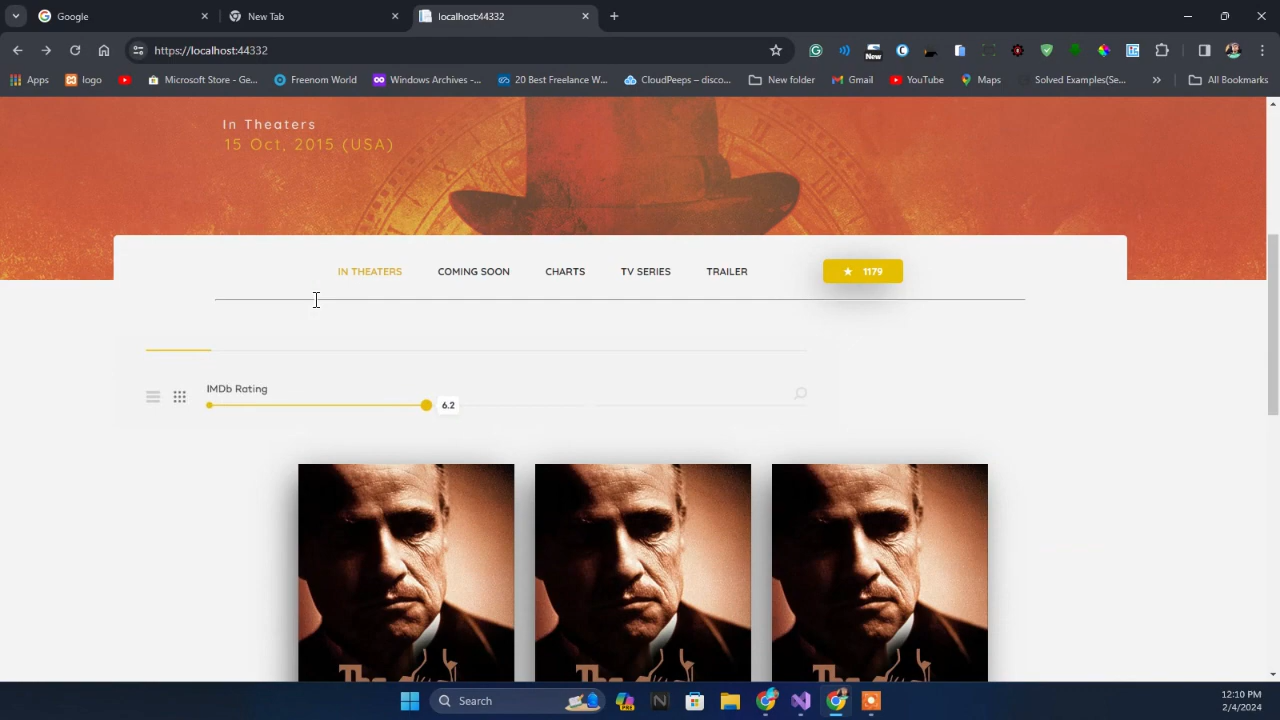 Google
New Tab
localhost:44332
https://localhost:44332
New
Apps
logo
Microsoft Store - Ge...
Freenom World
Windows Archives -...
20 Best Freelance W...
CloudPeeps – disco...
New folder
Gmail
YouTube
Maps
Solved Examples(Se...
All Bookmarks
In Theaters
15 Oct, 2015 (USA)
IN THEATERS
COMING SOON
CHARTS
TV SERIES
TRAILER
1179
IMDb Rating
6.2
Search
PRE
12:10 PM
2/4/2024